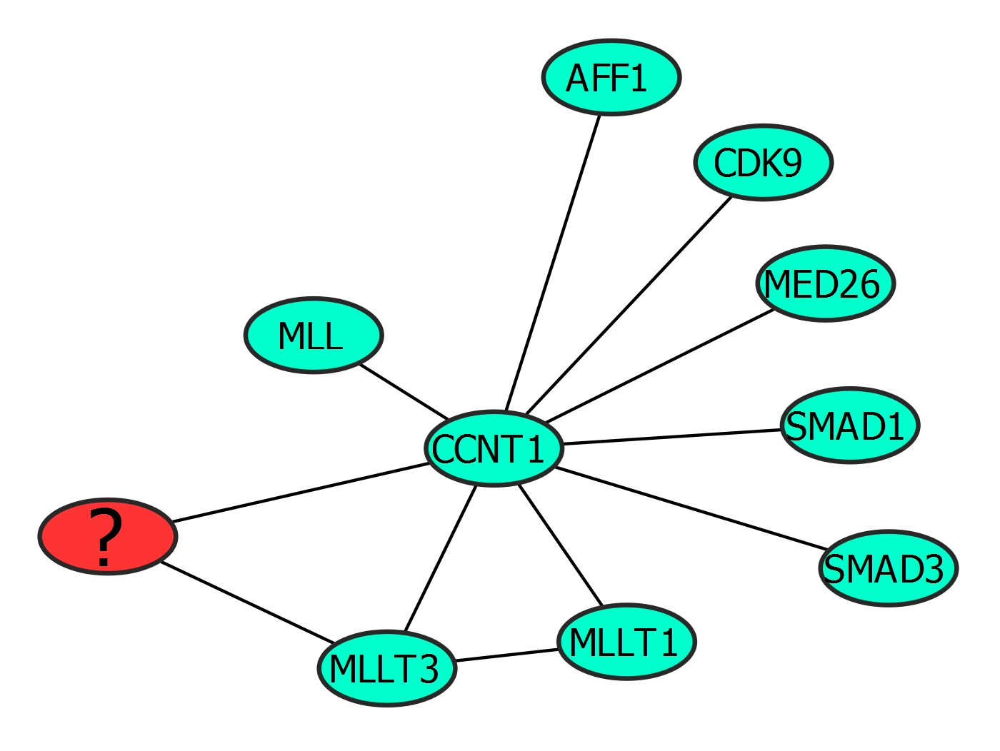 AFF1
CDK9
MED26
MLL
SMAD1
CCNT1
?
SMAD3
MLLT1
MLLT3